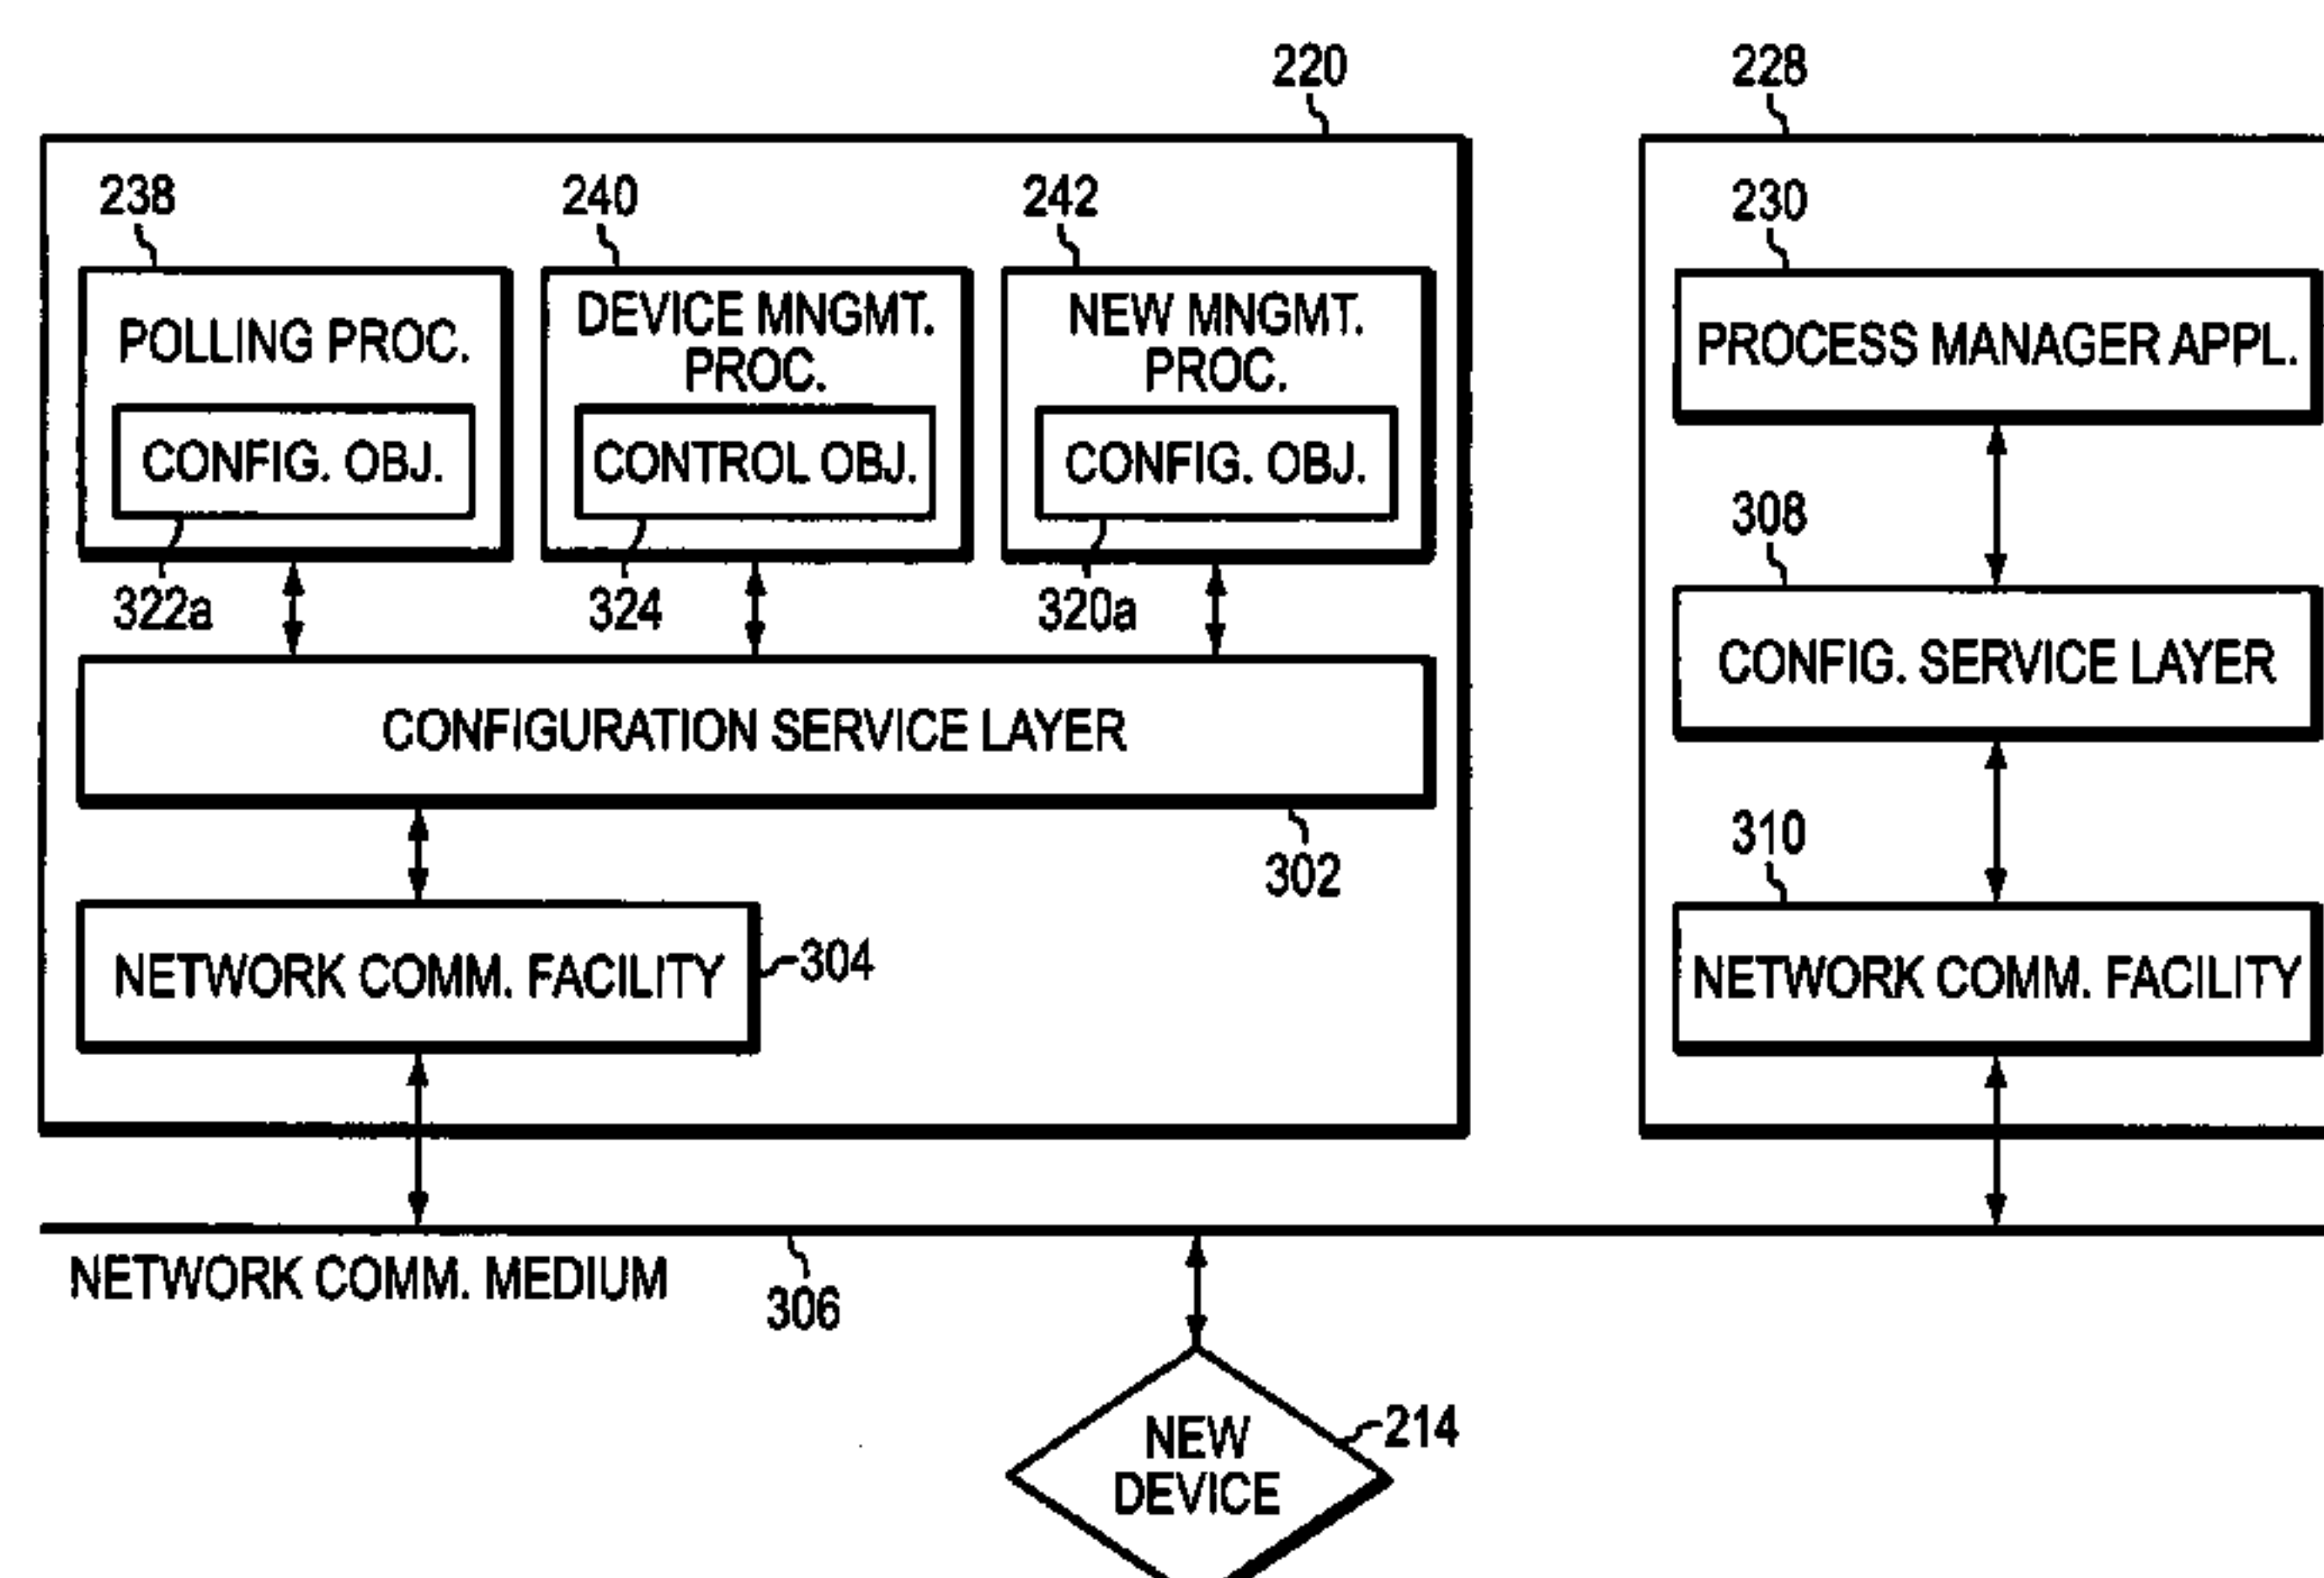 220
228
238
240
242
230
POLLING PROC.
DEVICE MNGMT.
PROC.
NEW MNGMT.
PROC.
PROCESS MANAGER APPL.
CONFIG. OBJ.
CONTROL OBJ.
CONFIG. OBJ.
308
322a
324
320a
CONFIGURATION SERVICE LAYER
CONFIG. SERVICE LAYER
302
310
NETWORK COMM. FACILITY
304
NETWORK COMM. FACILITY
NETWORK COMM. MEDIUM
306
NEW
DEVICE
214